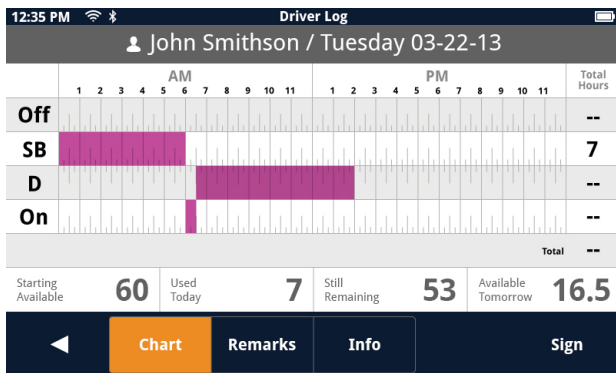 12:35 PM Driver Log
John Smithson / Tuesday 03-22-13
AM PM Total
Hours
1 2 3 4 5 6 7 8 9 10 11 1 2 3 4 5 6 7 8 9 10 11
Off --
SB 7
D --
On --
Total --
Starting
Available 60
Used
Today 7
Still
Remaining 53
Available
Tomorrow 16.5
Chart Remarks Info Sign